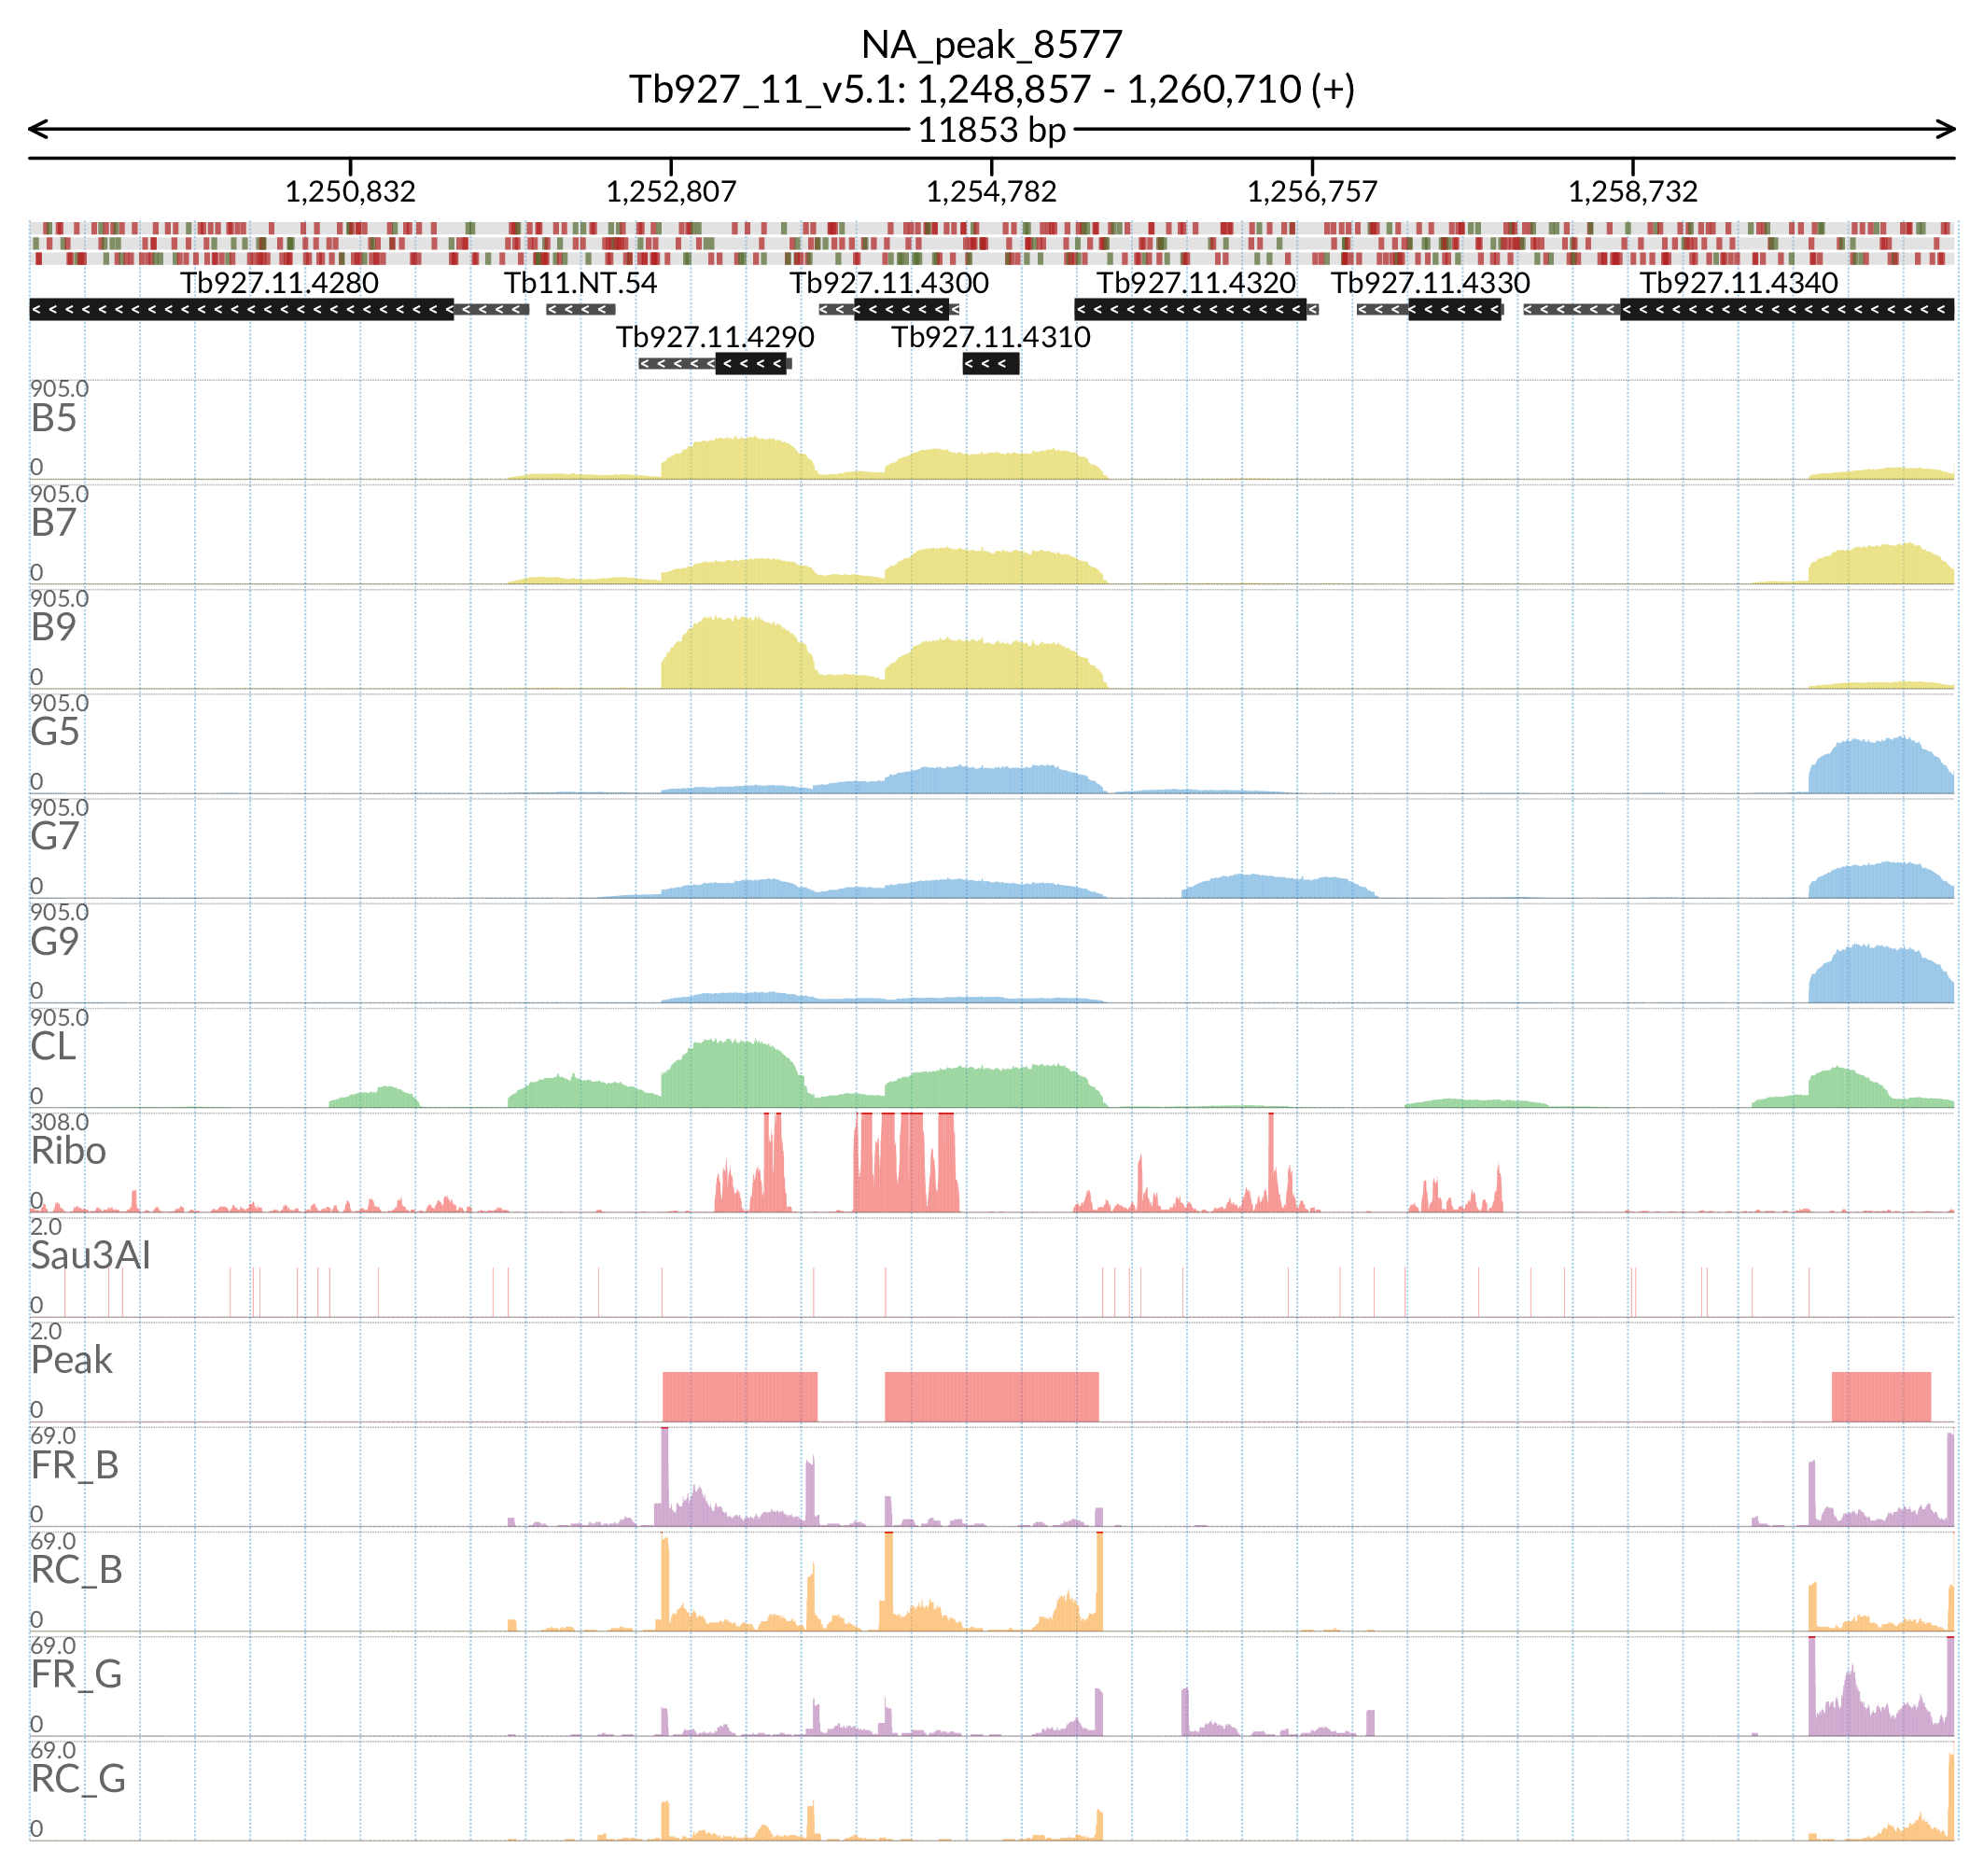 NA_peak_8577
Tb927_11_v5.1: 1,248,857 - 1,260,710 (+)
11853 bp
1,250,832 1,252,807 1,254,782 1,256,757 1,258,732
Tb927.11.4280 Tb11.NT.54 Tb927.11.4300 Tb927.11.4320 Tb927.11.4330 Tb927.11.4340
Tb927.11.4290 Tb927.11.4310
905.0
B5
0
905.0
B7
0
905.0
B9
0
905.0
G5
0
905.0
G7
0
905.0
G9
0
905.0
CL
0
308.0
Ribo
0
2.0
Sau3AI
0
2.0
Peak
0
69.0
FR_B
0
69.0
RC_B
0
69.0
FR_G
0
69.0
RC_G
0